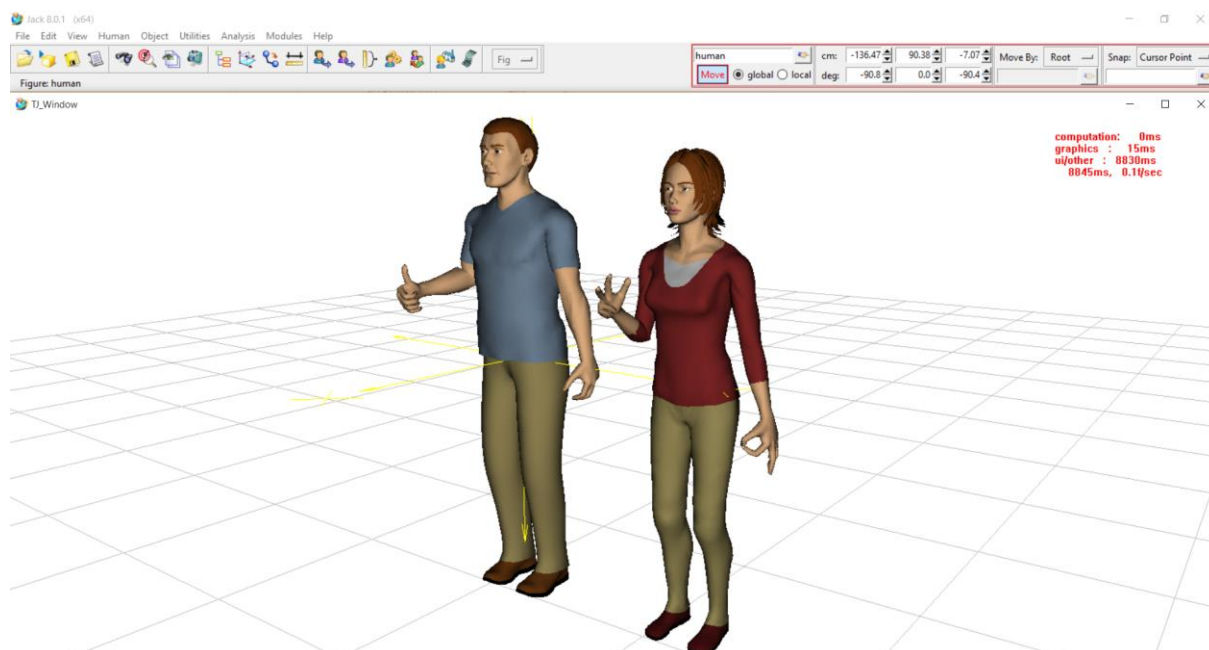 Jack 8.0.1 (x64)
File Edit View Human Object Utilities Analysis Modules Help
Fig
human
cm: -136.47 90.38 -7.07 Move By: Root Snap: Cursor Point
Move global local deg: -90.8 0.0 -90.4
Figure: human
TJ_Window
computation: 0ms
graphics : 15ms
ui/other : 8830ms
8845ms, 0.1f/sec